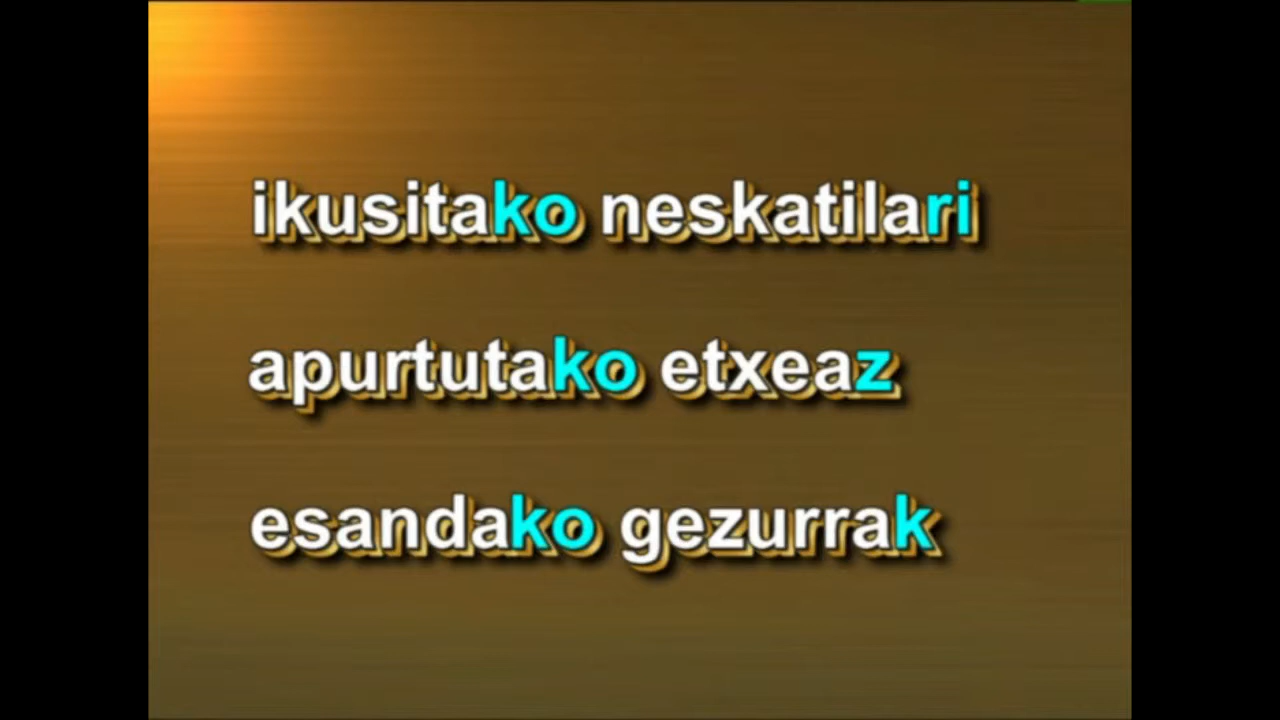 ikusitako neskatilari
apurtutako etxeaz
esandako gezurrak